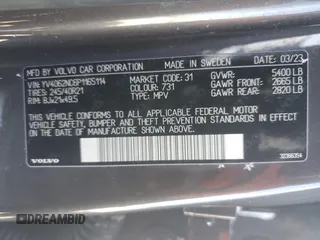 MFD. BY VOLVO CAR CORPORATION MADE IN SWEDEN 03/23
VIN: YV4062NC6P1165114 MARKET CODE: 31 GVWR: 5400 LB
TIRES: 245/40R21 COLOUR: 731 GAWR FRONT: 2665 LB
RIM: 8Jx21x49.5 TYPE: MPV GAWR REAR: 2820 LB
THIS VEHICLE CONFORMS TO ALL APPLICABLE FEDERAL MOTOR
VEHICLE SAFETY, BUMPER AND THEFT PREVENTION STANDARDS
IN EFFECT ON THE DATE OF MANUFACTURE SHOWN ABOVE.
VOLVO
DREAMBID